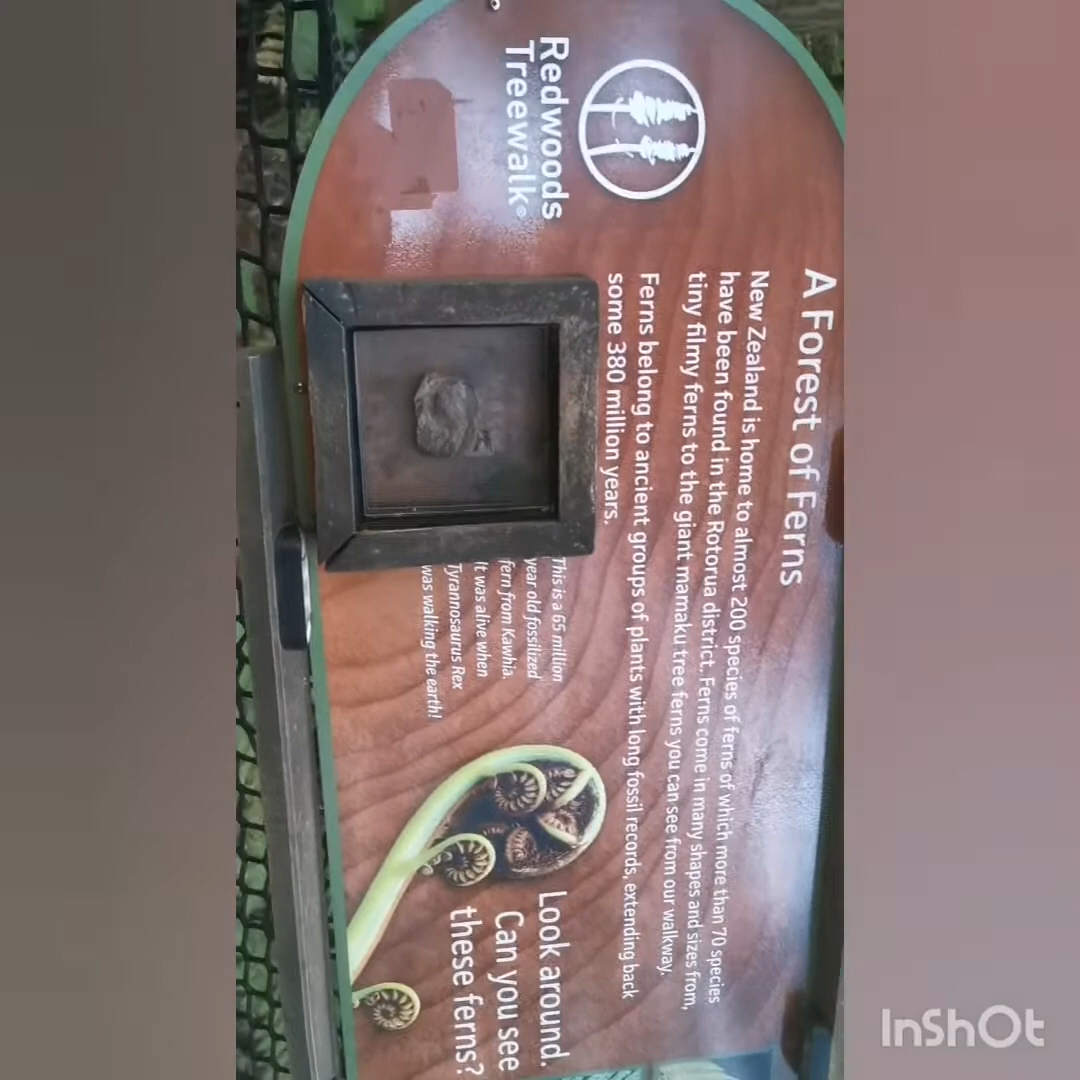 Redwoods
Treewalk®
A Forest of Ferns
New Zealand is home to almost 200 species of ferns of which more than 70 species
have been found in the Rotorua district. Ferns come in many shapes and sizes from,
tiny filmy ferns to the giant mamaku tree ferns you can see from our walkway.
Ferns belong to ancient groups of plants with long fossil records, extending back
some 380 million years.
This is a 65 million
year old fossilized
fern from Kawhia.
It was alive when
Tyrannosaurus Rex
was walking the earth!
Look around.
Can you see
these ferns?
InShOt